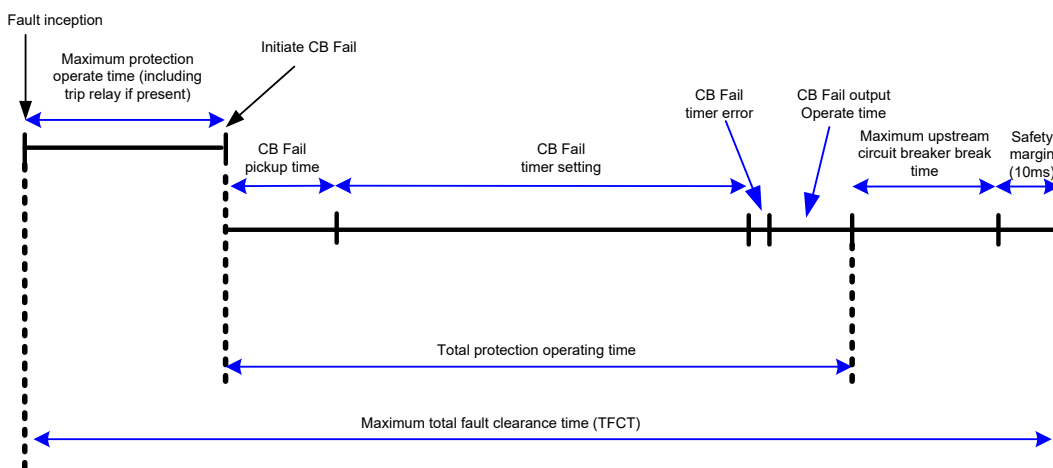 Fault inception
Initiate CB Fail
Maximum protection
operate time (including
trip relay if present)
CB Fail
pickup time
CB Fail
timer setting
CB Fail
timer error
CB Fail output
Operate time
Maximum upstream
circuit breaker break
time
Safety
margin
(10ms)
Total protection operating time
Maximum total fault clearance time (TFCT)